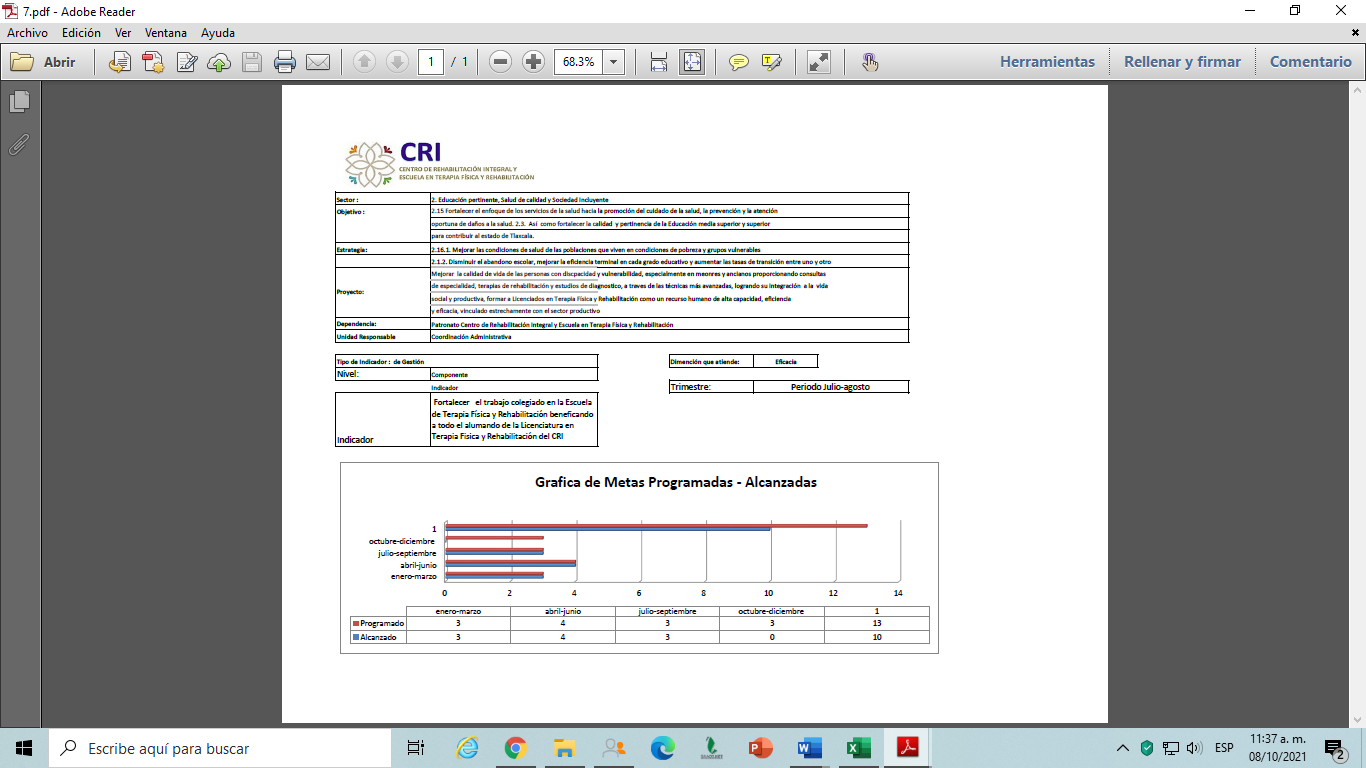 7.pdf - Adobe Reader
Archivo Edición Ver Ventana Ayuda
Abrir
1 / 1
68.3%
Herramientas
Rellenar y firmar
Comentario
CRI
CENTRO DE REHABILITACIÓN INTEGRAL Y
ESCUELA EN TERAPIA FÍSICA Y REHABILITACIÓN
Sector : 2. Educación pertinente, Salud de calidad y Sociedad Incluyente
Objetivo : 2.15 Fortalecer el enfoque de los servicios de la salud hacia la promoción del cuidado de la salud, la prevención y la atención
oportuna de daños a la salud. 2.3. Así como fortalecer la calidad y pertinencia de la Educación media superior y superior
para contribuir al estado de Tlaxcala.
Estrategia: 2.16.1. Mejorar las condiciones de salud de las poblaciones que viven en condiciones de pobreza y grupos vulnerables
2.1.2. Disminuir el abandono escolar, mejorar la eficiencia terminal en cada grado educativo y aumentar las tasas de transición entre uno y otro
Proyecto: Mejorar la calidad de vida de las personas con discpacidad y vulnerabilidad, especialmente en meonres y ancianos proporcionando consultas
de especialidad, terapias de rehabilitación y estudios de diagnostico, a traves de las técnicas más avanzadas, logrando su integración a la vida
social y productiva, formar a Licenciados en Terapia Física y Rehabilitación como un recurso humano de alta capacidad, eficiencia
y eficacia, vinculado estrechamente con el sector productivo
Dependencia: Patronato Centro de Rehabilitación Integral y Escuela en Terapia Física y Rehabilitación
Unidad Responsable Coordinación Administrativa
Tipo de Indicador : de Gestión
Dimención que atiende: Eficacia
Nivel: Componente
Trimestre: Periodo Julio-agosto
Indicador
Indicador Fortalecer el trabajo colegiado en la Escuela
de Terapia Física y Rehabilitación beneficando
a todo el alumando de la Licenciatura en
Terapia Fisica y Rehabilitación del CRI
Grafica de Metas Programadas - Alcanzadas
1
octubre-diciembre
julio-septiembre
abril-junio
enero-marzo
0 2 4 6 8 10 12 14
enero-marzo abril-junio julio-septiembre octubre-diciembre 1
Programado 3 4 3 3 13
Alcanzado 3 4 3 0 10
Escribe aquí para buscar
ESP
11:37 a. m.
08/10/2021
2